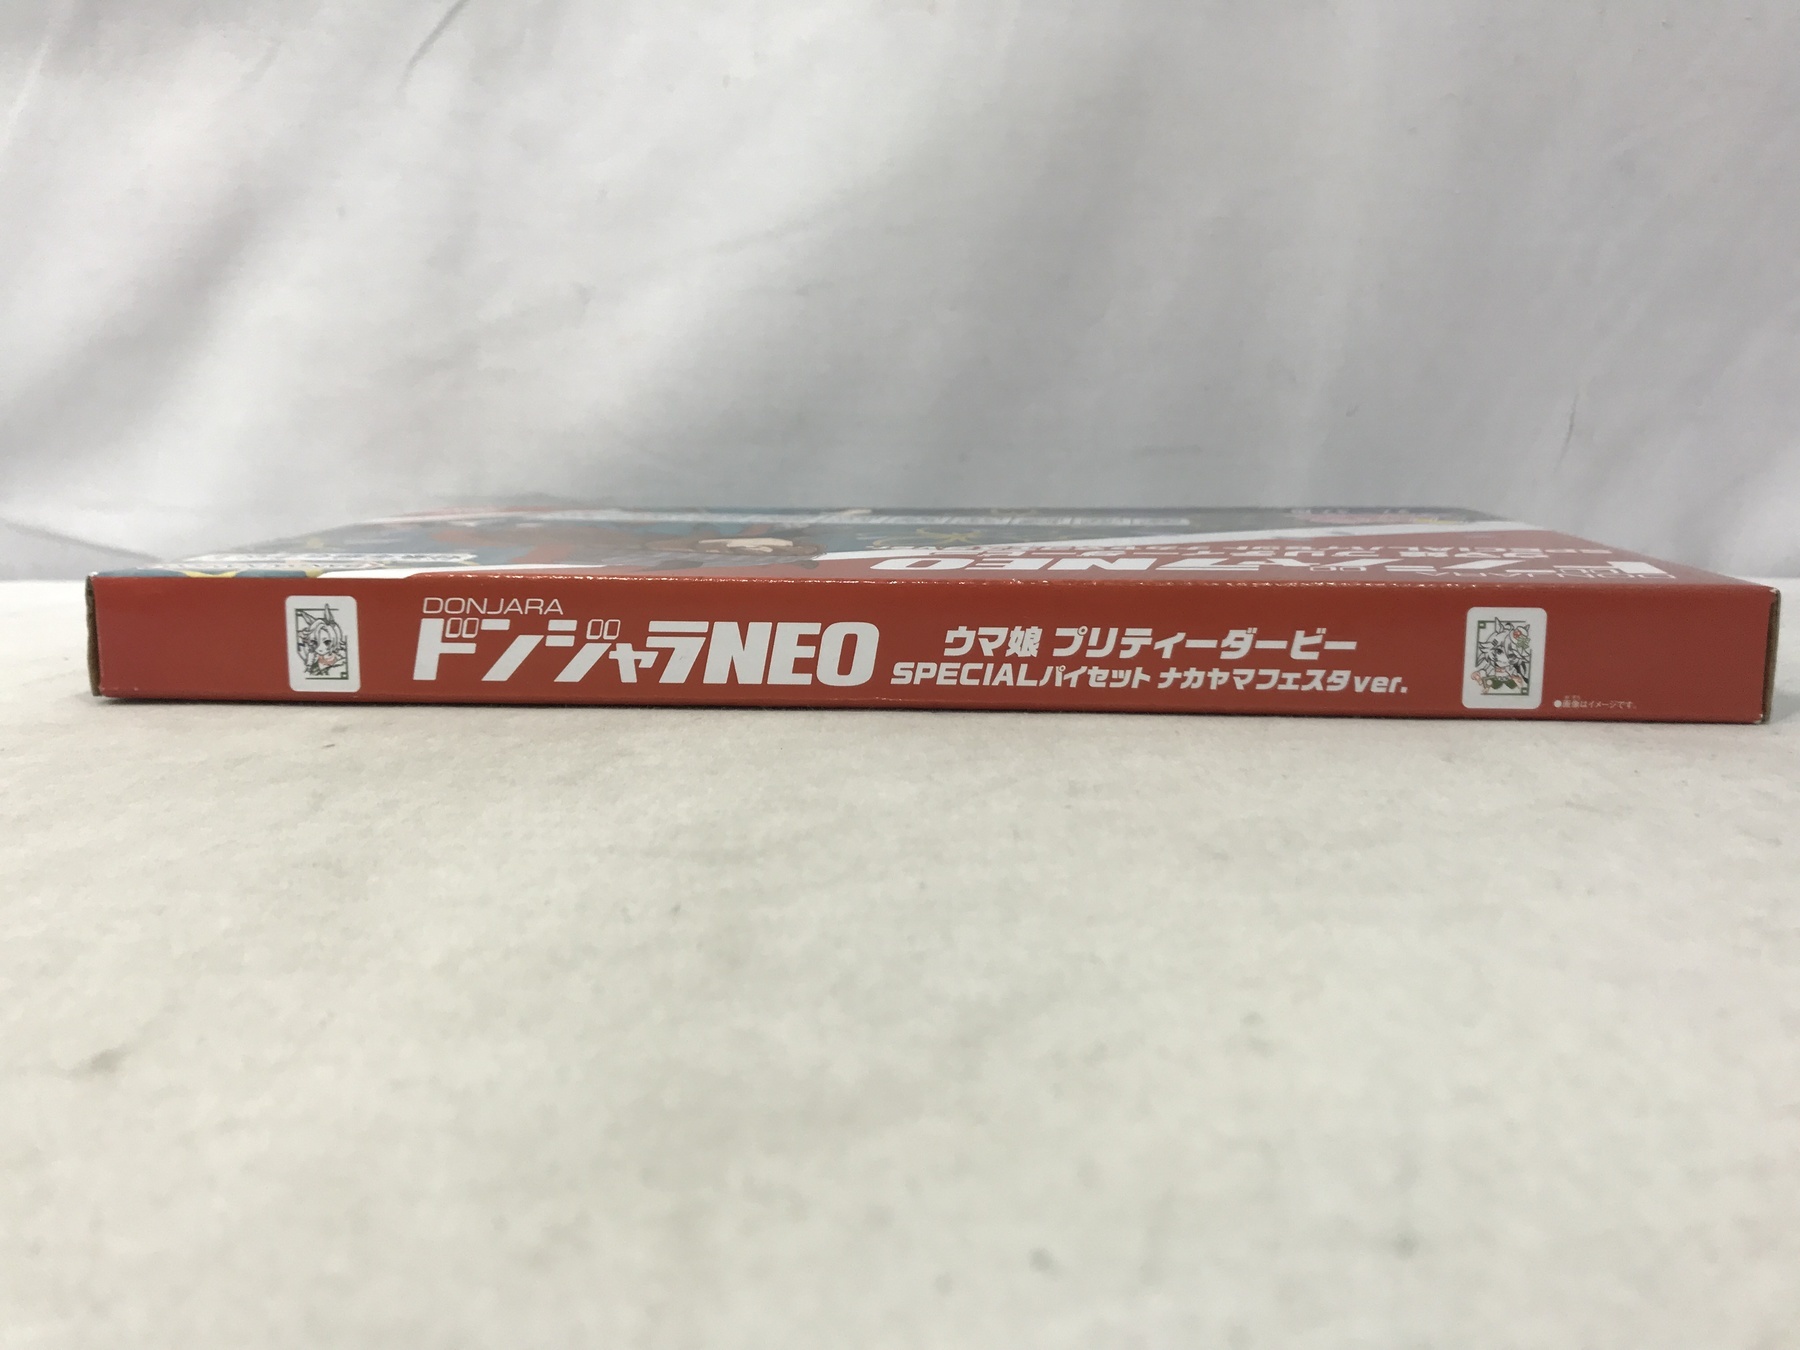 DONJARA
ドンジャラNEO
ウマ娘 プリティーダービー
SPECIALパイセット ナカヤマフェスタver.
●画像はイメージです。